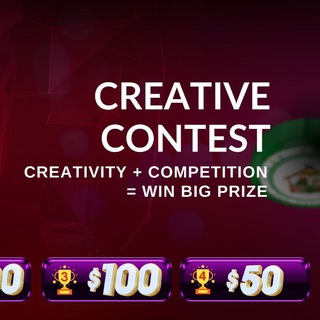 CREATIVE
CONTEST
CREATIVITY + COMPETITION
= WIN BIG PRIZE
3 $100
4 $50